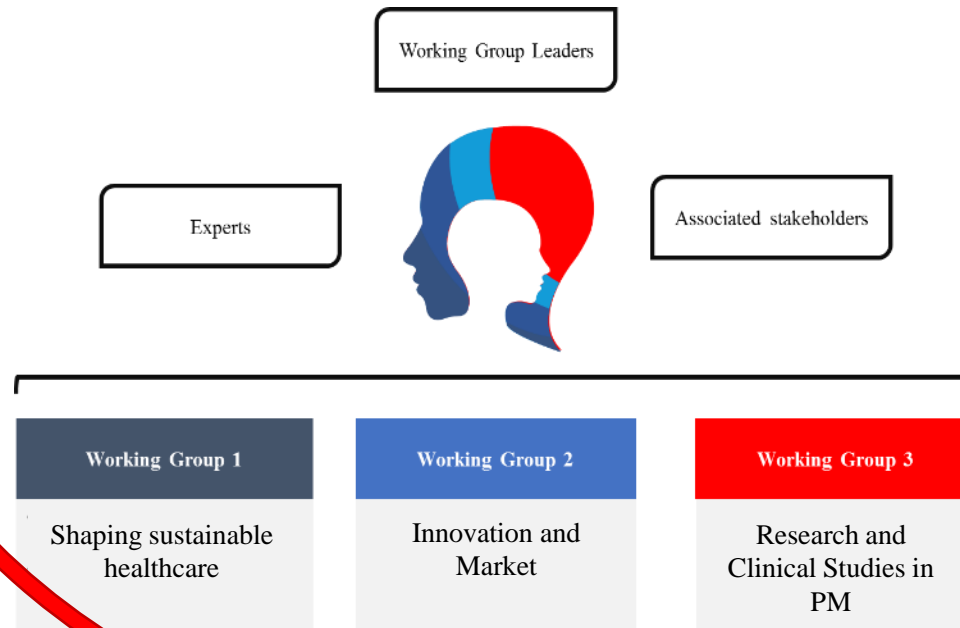 Working Group Leaders
Experts
Associated stakeholders
Working Group 1
Working Group 2
Working Group 3
Shaping sustainable
healthcare
Innovation and
Market
Research and
Clinical Studies in
PM